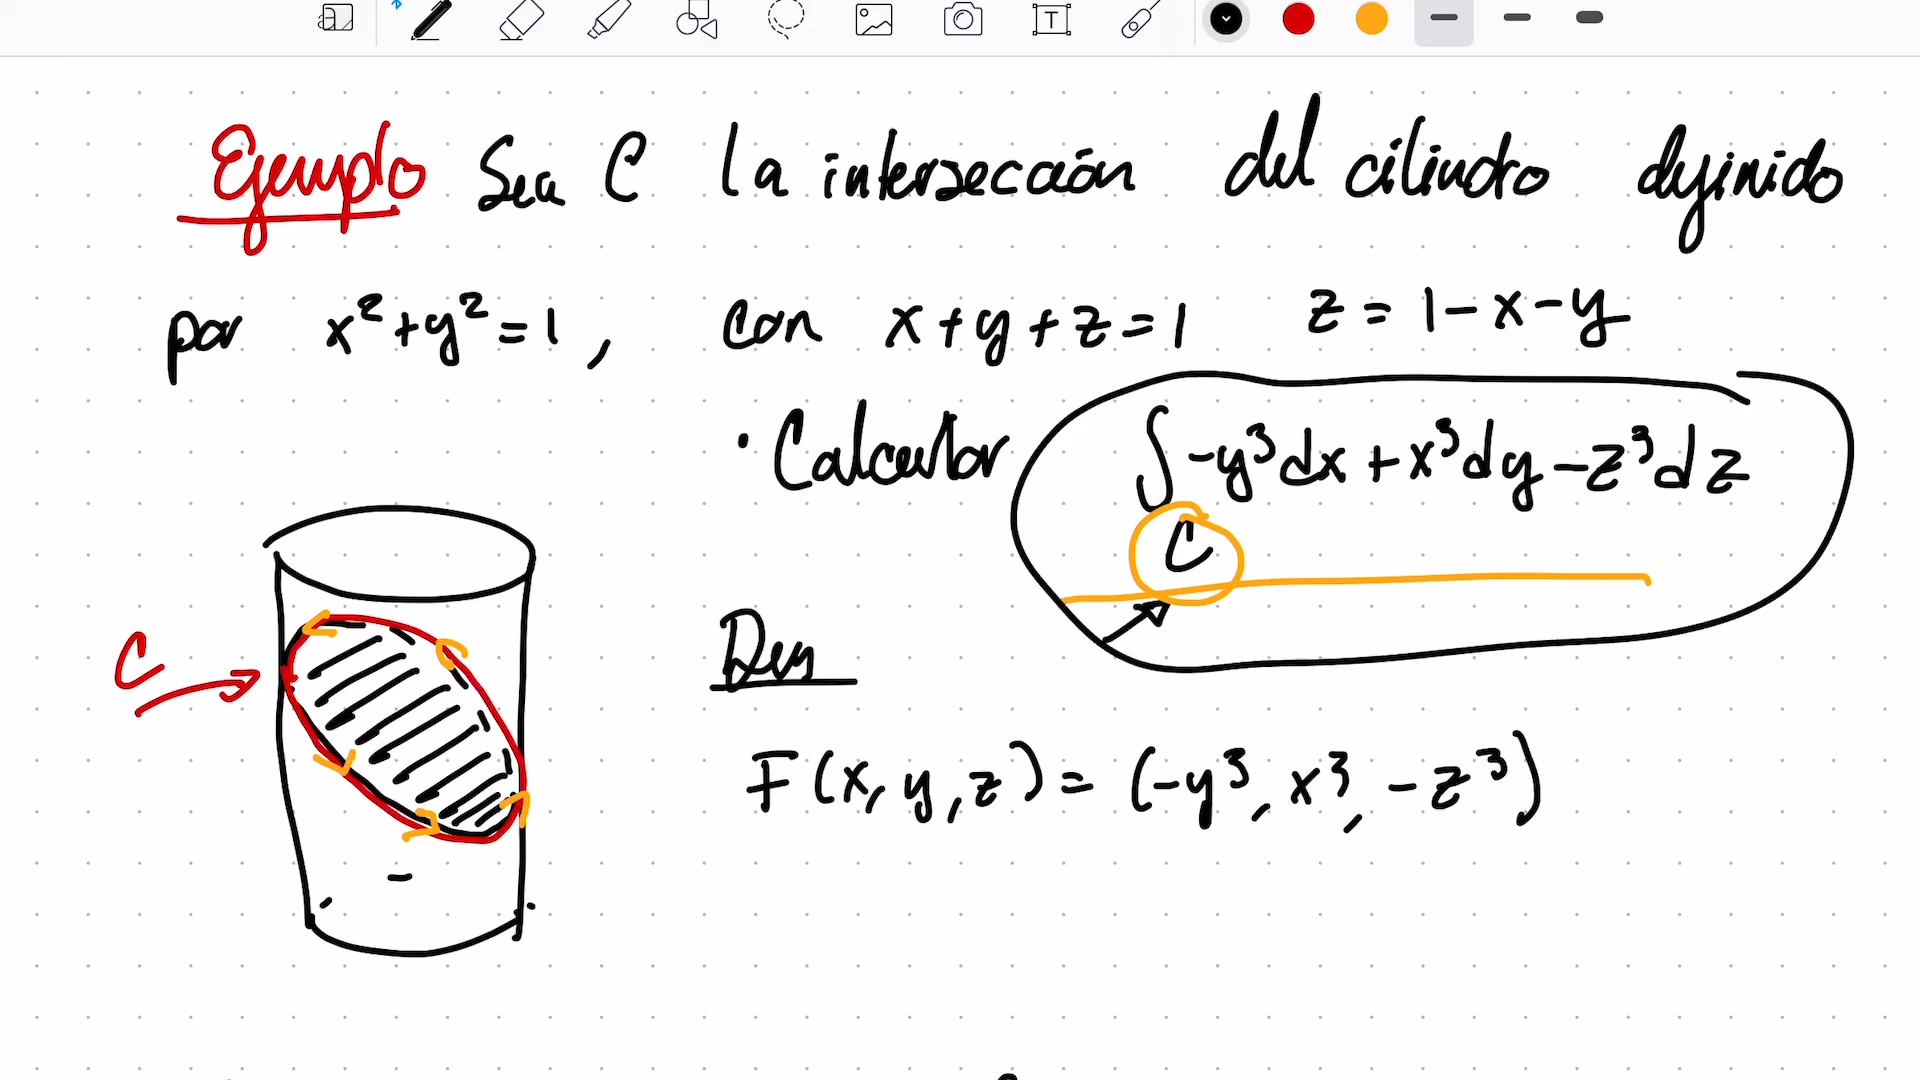 Ejemplo Sea C la intersección del cilindro definido
por x²+y²=1, con x+y+z=1 z = 1-x-y
· Calcular ∫ -y³dx +x³dy -z³dz
C
C
Dem
F(x, y, z) = (-y³, x³, -z³)